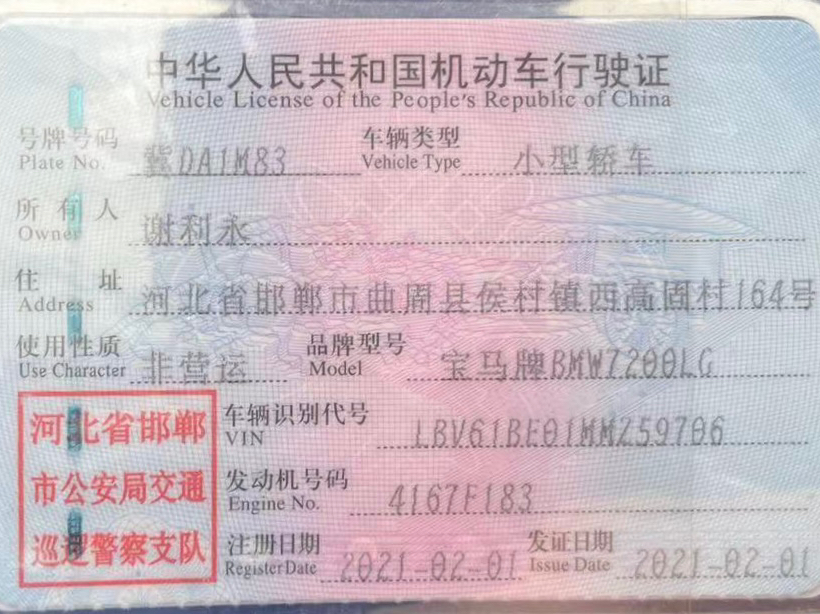 中华人民共和国机动车行驶证
Vehicle License of the People's Republic of China
号牌号码 冀DA1M83 车辆类型 小型轿车
Plate No. Vehicle Type
所有人 谢利永
Owner
住址 河北省邯郸市曲周县侯村镇西高固村164号
Address
使用性质 非营运 品牌型号 宝马牌BMW7200LG
Use Character Model
河北省邯郸
市公安局交通
巡逻警察支队
车辆识别代号 LBV61BE01MMZ59706
VIN
发动机号码 4167F183
Engine No.
注册日期 2021-02-01 发证日期 2021-02-01
Register Date Issue Date